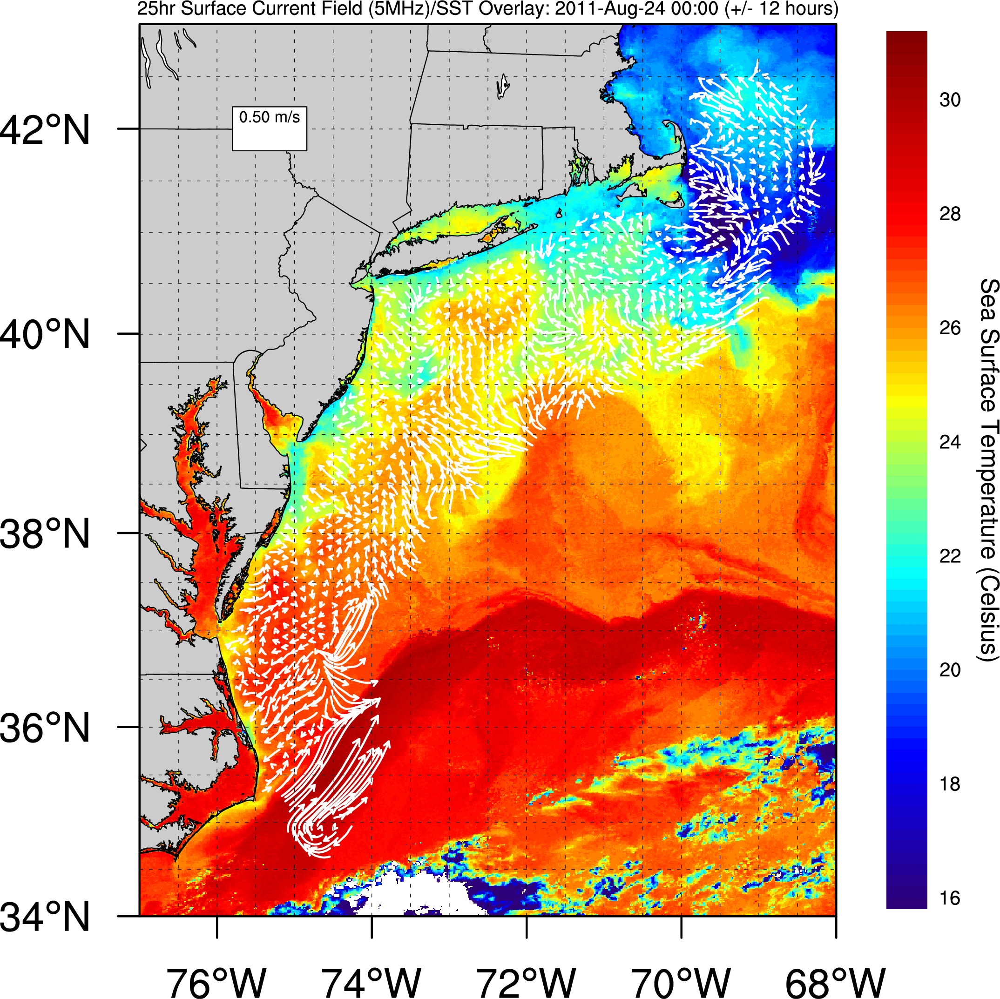 25hr Surface Current Field (5MHz)/SST Overlay: 2011-Aug-24 00:00 (+/- 12 hours)
0.50 m/s
42°N
40°N
38°N
36°N
34°N
76°W
74°W
72°W
70°W
68°W
30
28
26
24
22
20
18
16
Sea Surface Temperature (Celsius)